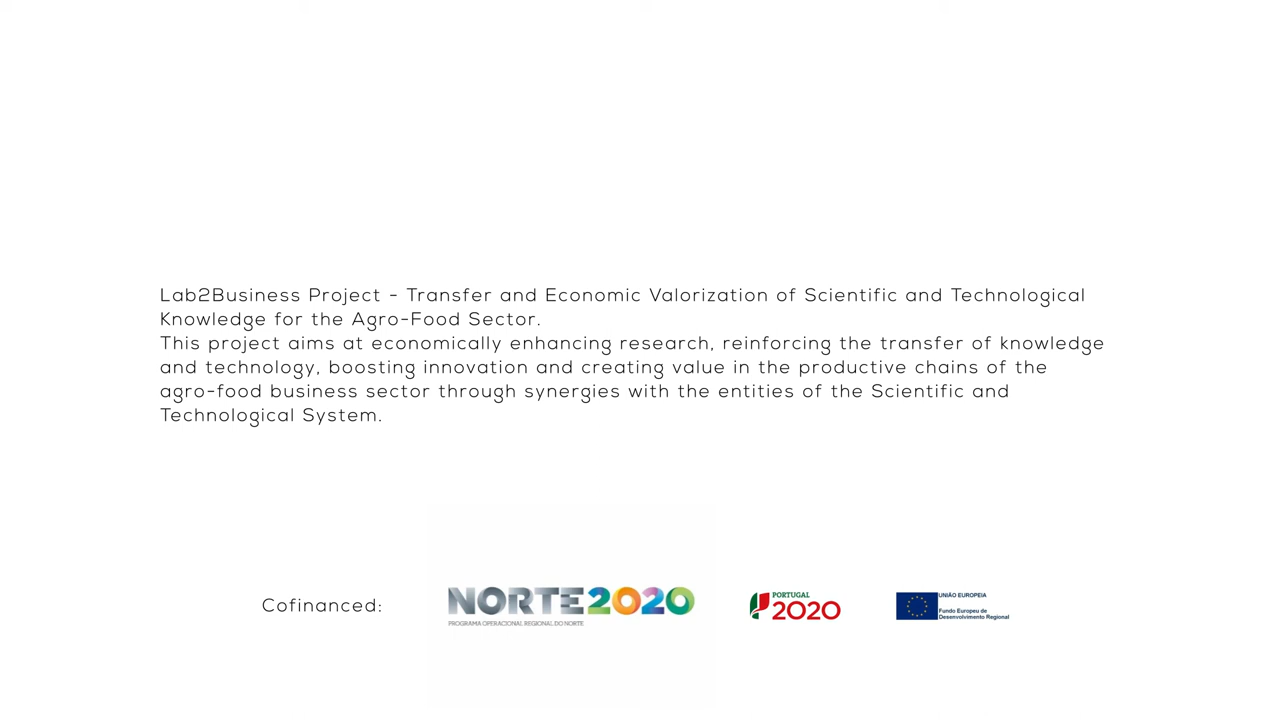 Lab2Business Project - Transfer and Economic Valorization of Scientific and Technological
Knowledge for the Agro-Food Sector.
This project aims at economically enhancing research, reinforcing the transfer of knowledge
and technology, boosting innovation and creating value in the productive chains of the
agro-food business sector through synergies with the entities of the Scientific and
Technological System.
Cofinanced:
NORTE2020
PROGRAMA OPERACIONAL REGIONAL DO NORTE
PORTUGAL
2020
UNIÃO EUROPEIA
Fundo Europeu de
Desenvolvimento Regional